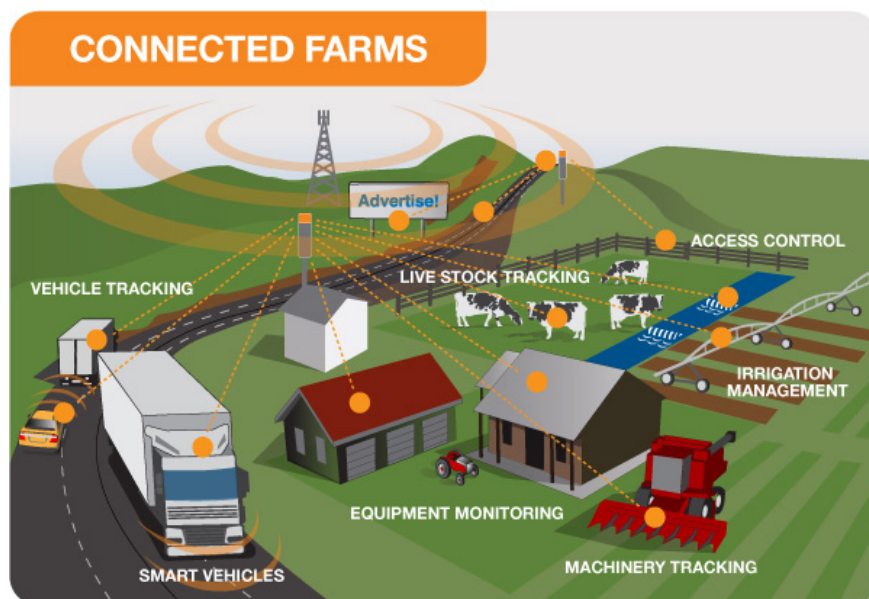 CONNECTED FARMS
Advertise!
ACCESS CONTROL
LIVE STOCK TRACKING
VEHICLE TRACKING
IRRIGATION
MANAGEMENT
EQUIPMENT MONITORING
MACHINERY TRACKING
SMART VEHICLES